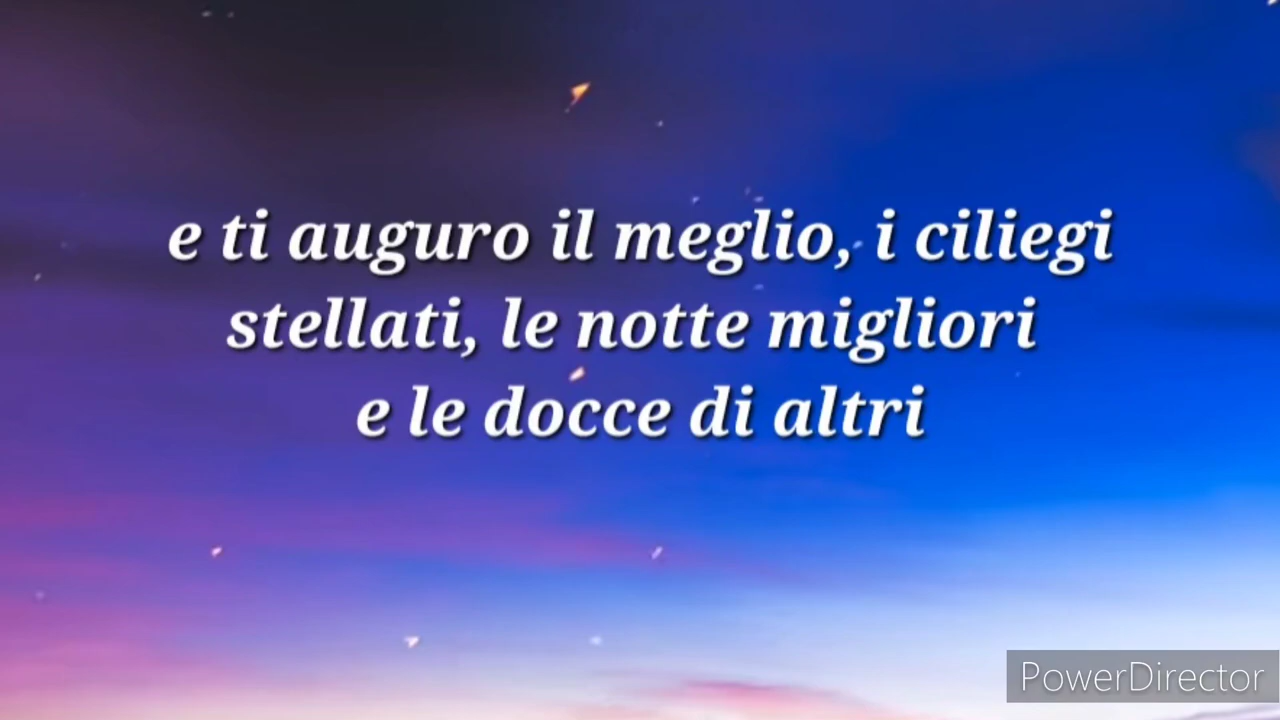 e ti auguro il meglio, i ciliegi
stellati, le notte migliori
e le docce di altri
PowerDirector